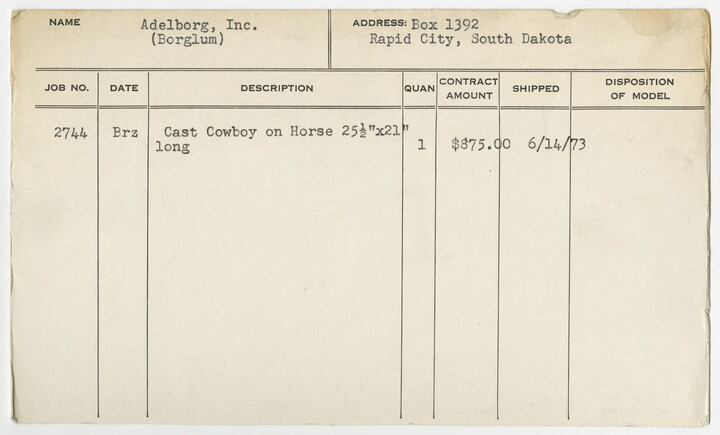 NAME Adelborg, Inc. ADDRESS: Box 1392
(Borglum) Rapid City, South Dakota
JOB NO. DATE DESCRIPTION QUAN CONTRACT AMOUNT SHIPPED DISPOSITION OF MODEL
2744 Brz Cast Cowboy on Horse 25½"x21"
long 1 $875.00 6/14/73